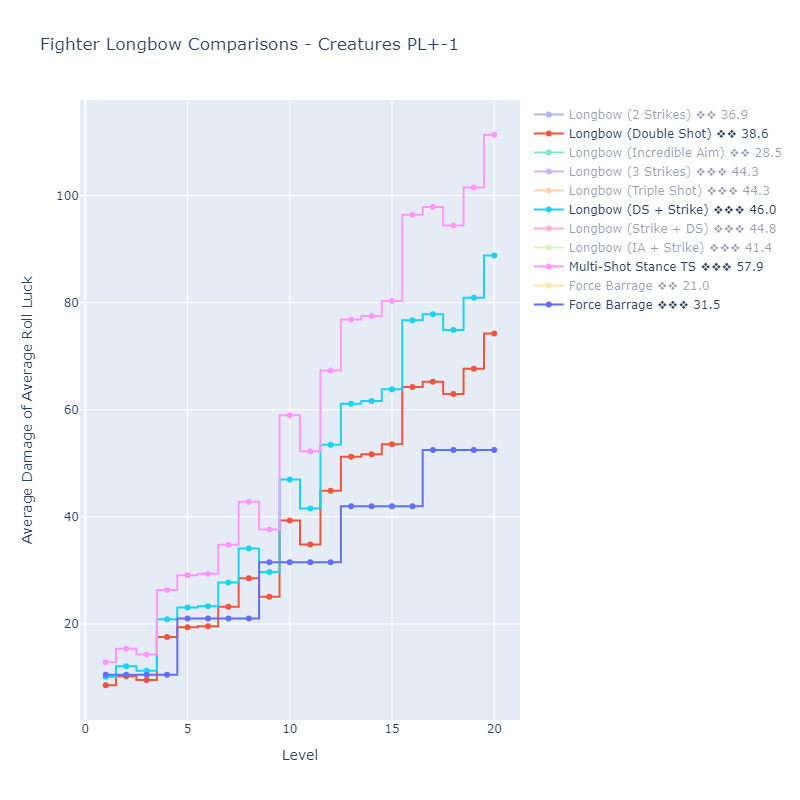 Fighter Longbow Comparisons - Creatures PL+-1
Longbow (2 Strikes) ❖❖ 36.9
Longbow (Double Shot) ❖❖ 38.6
Longbow (Incredible Aim) ❖❖ 28.5
Longbow (3 Strikes) ❖❖❖ 44.3
Longbow (Triple Shot) ❖❖❖ 44.3
Longbow (DS + Strike) ❖❖❖ 46.0
Longbow (Strike + DS) ❖❖❖ 44.8
Longbow (IA + Strike) ❖❖❖ 41.4
Multi-Shot Stance TS ❖❖❖ 57.9
Force Barrage ❖❖ 21.0
Force Barrage ❖❖❖ 31.5
Average Damage of Average Roll Luck
100
80
60
40
20
0
5
10
15
20
Level